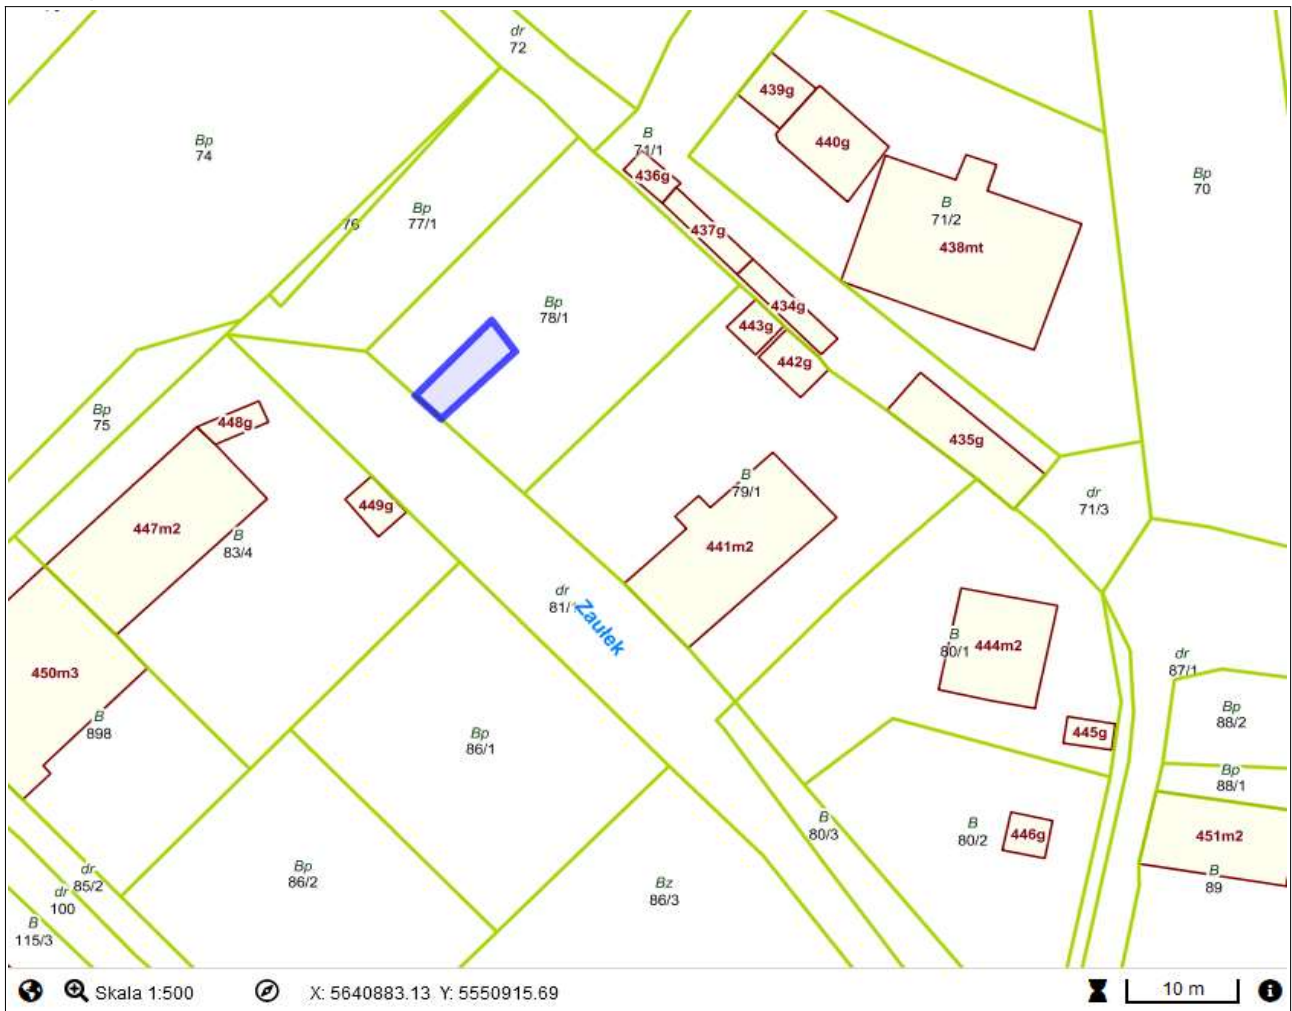 dr
72
439g
B
71/1
440g
Bp
74
436g
Bp
70
B
71/2
Bp
77/1
76
437g
438mt
Bp
78/1
434g
443g
442g
Bp
75
448g
435g
B
79/1
dr
71/3
449g
447m2
B
83/4
441m2
dr
81/1
Zaułek
B
80/1
444m2
dr
87/1
450m3
B
898
Bp
86/1
Bp
88/2
445g
Bp
88/1
B
80/3
B
80/2
446g
451m2
dr
85/2
Bp
86/2
Bz
86/3
B
89
dr
100
B
115/3
Skala 1:500
X: 5640883.13 Y: 5550915.69
10 m